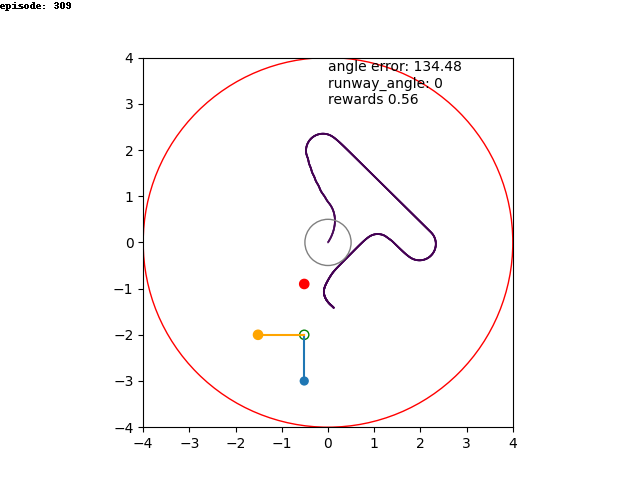 episode: 309
angle error: 134.48
runway_angle: 0
rewards 0.56
4
3
2
1
0
−1
−2
−3
−4
−4 −3 −2 −1 0 1 2 3 4